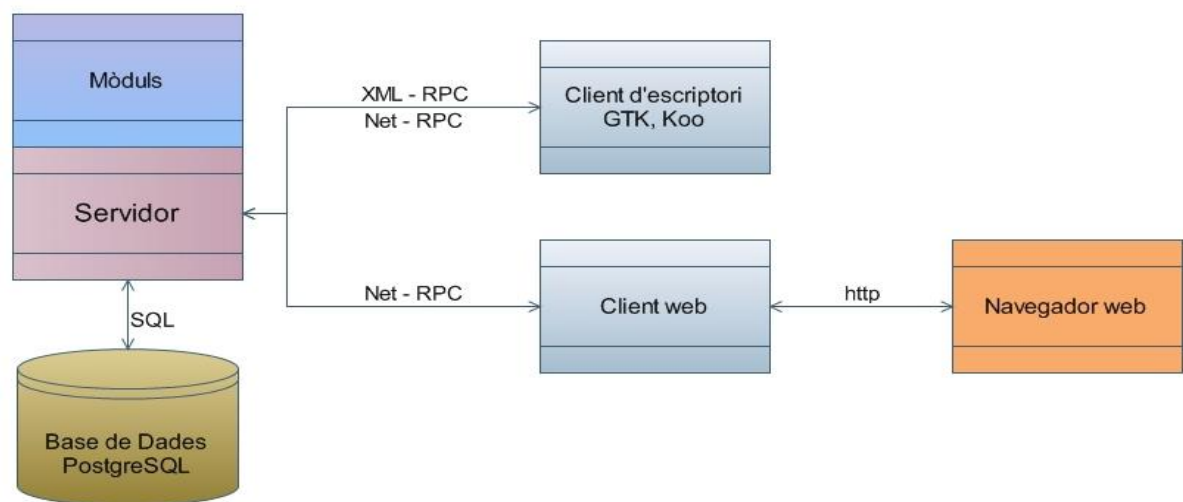 Mòduls
Servidor
SQL
Base de Dades
PostgreSQL
XML - RPC
Net - RPC
Client d'escriptori
GTK, Koo
Net - RPC
Client web
http
Navegador web